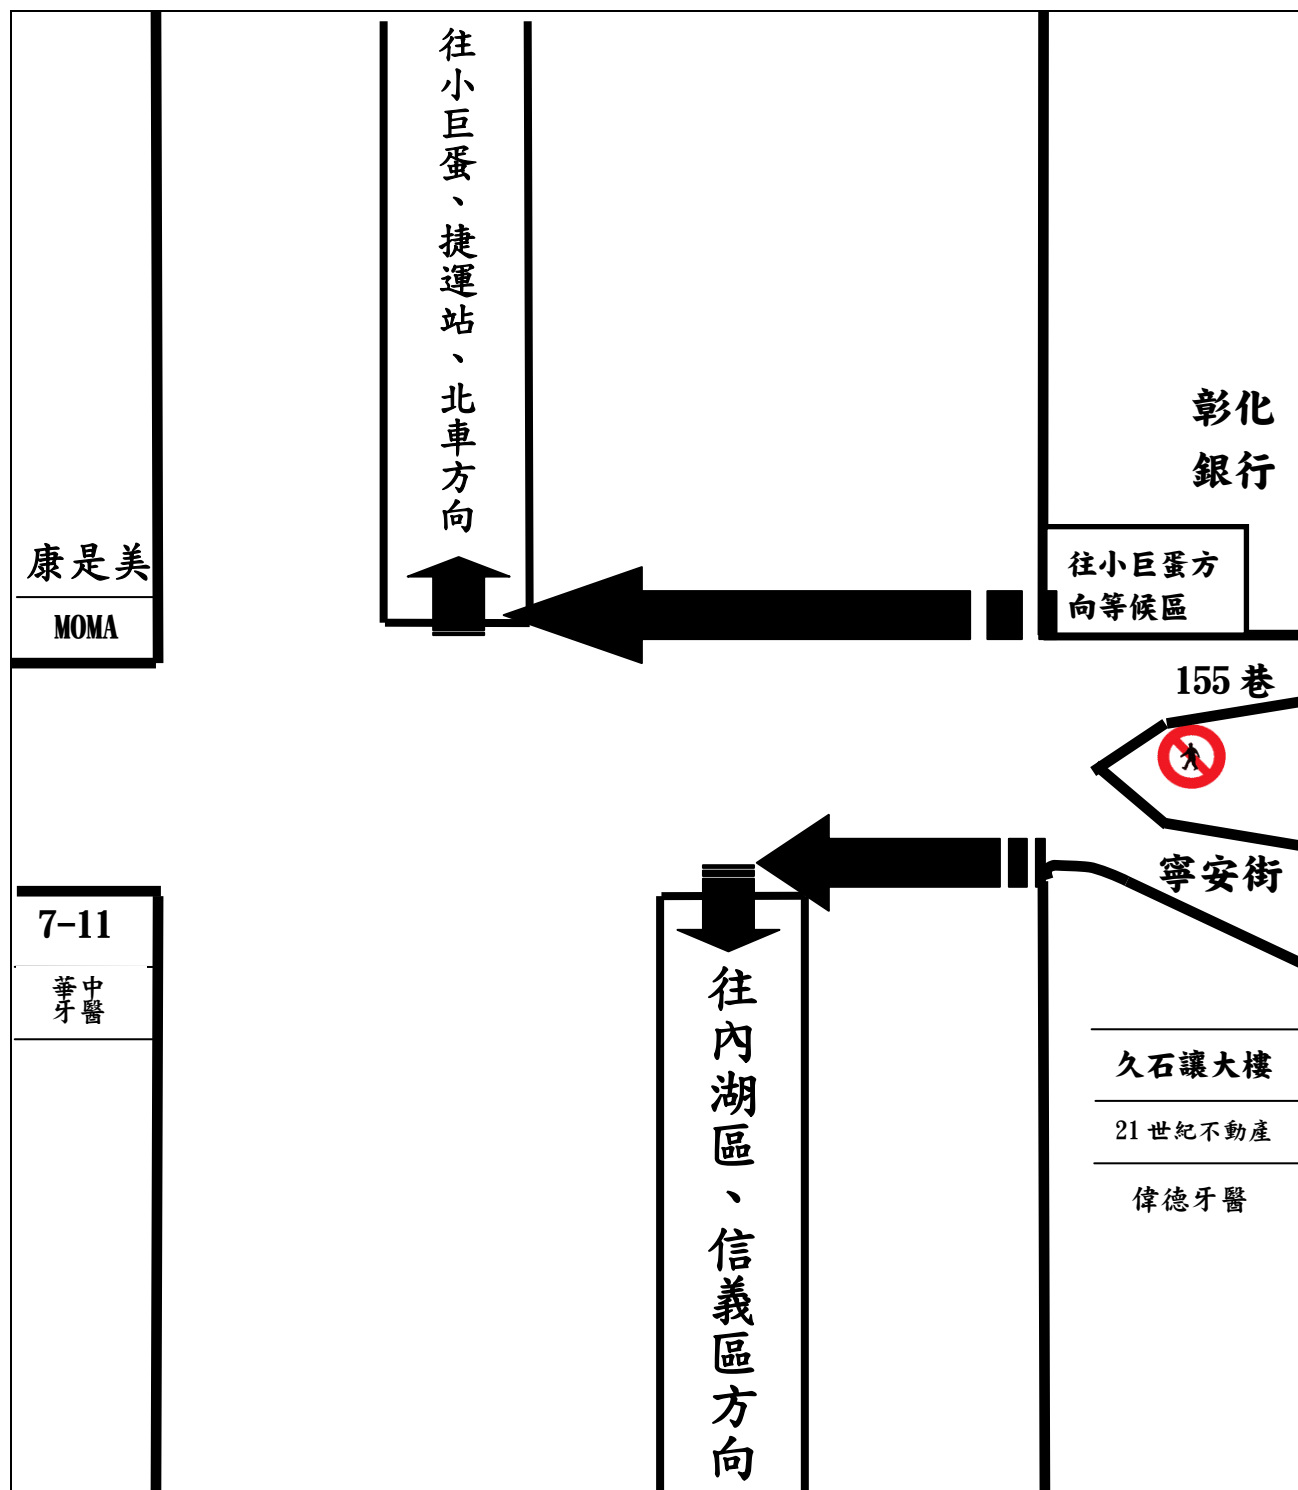 往小巨蛋、捷運站、北車方向
彰化
銀行
康是美
MOMA
往小巨蛋方
向等候區
155 巷
寧安街
7-11
華中
牙醫
往內湖區、信義區方向
久石讓大樓
21 世紀不動產
偉德牙醫